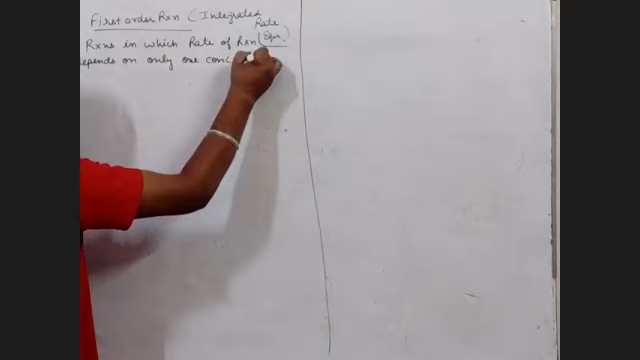 First order Rxn (Integrated
Rate
Eqn.)
Rxns in which Rate of Rxn
depends on only one conc